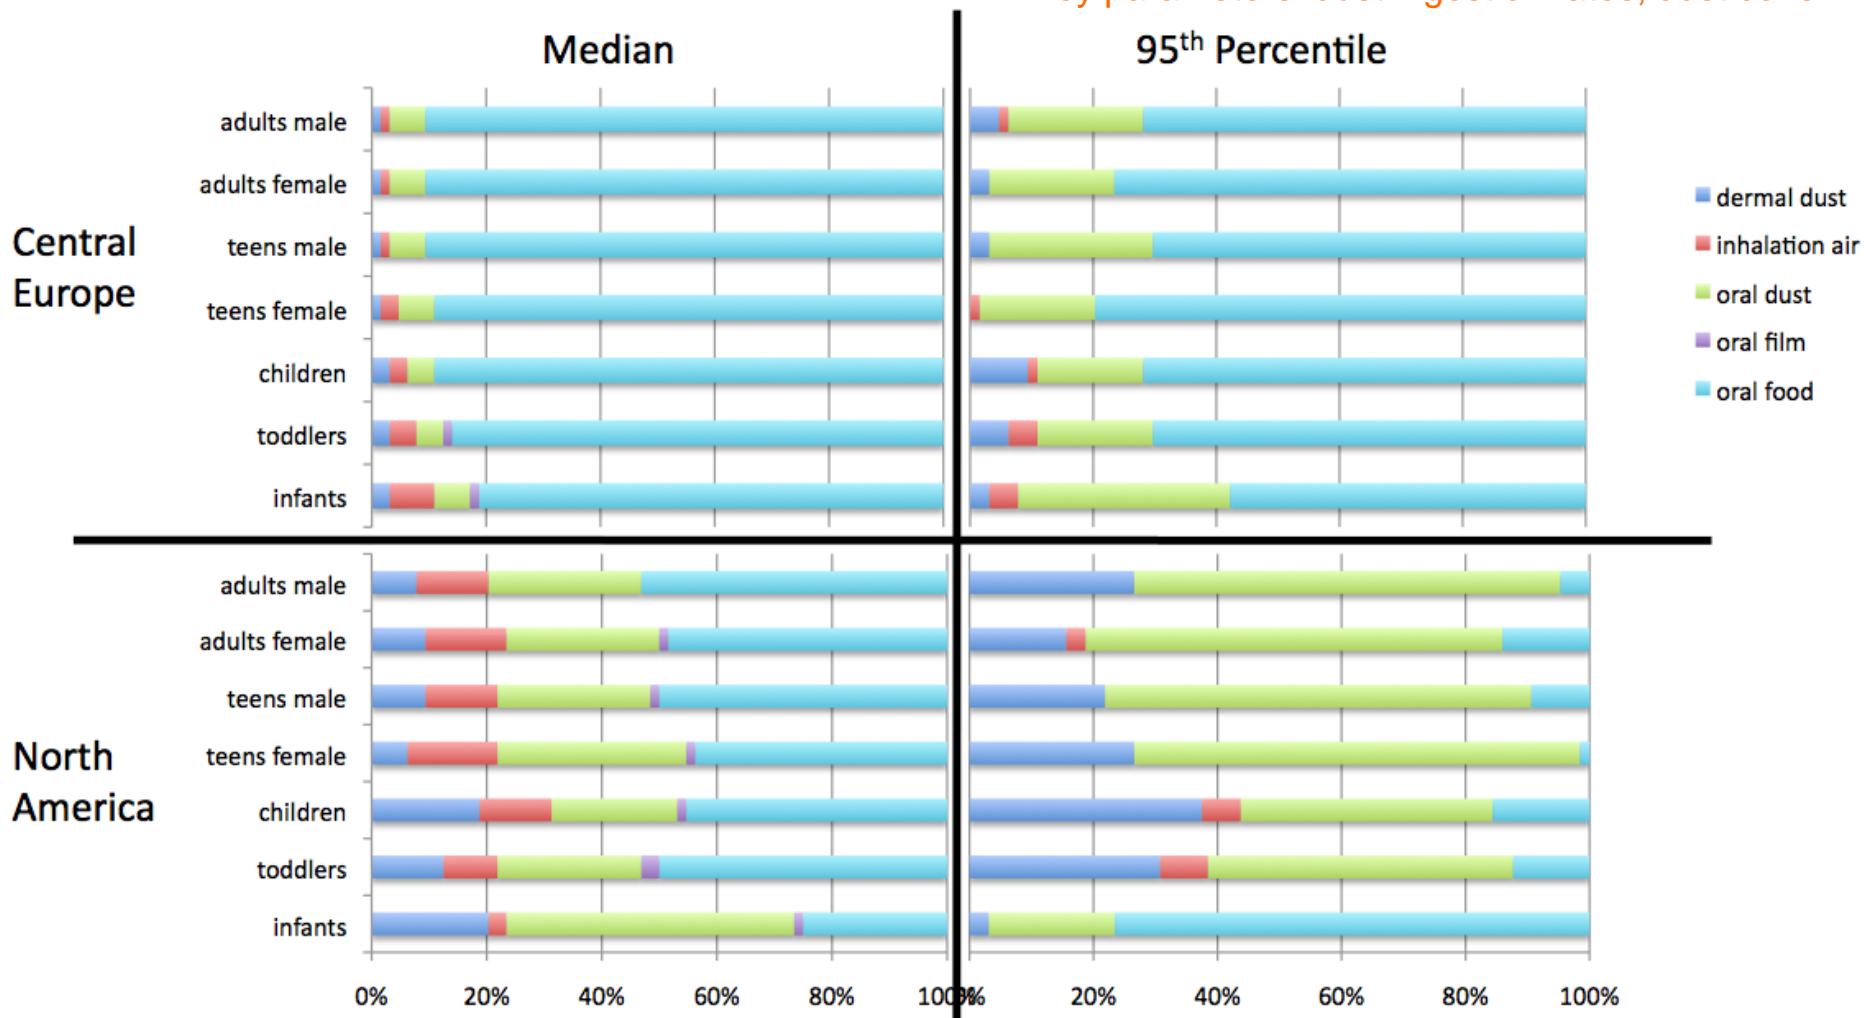 Median
95th Percentile
Central
Europe
adults male
adults female
teens male
teens female
children
toddlers
infants
dermal dust
inhalation air
oral dust
oral film
oral food
North
America
adults male
adults female
teens male
teens female
children
toddlers
infants
0% 20% 40% 60% 80% 100%
20% 40% 60% 80% 100%